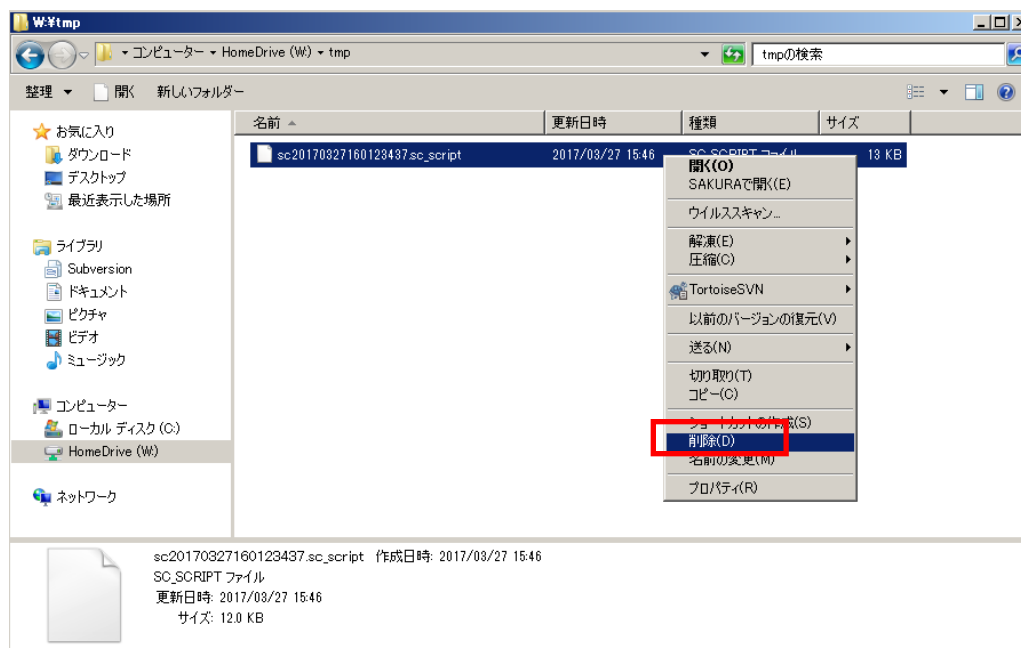 W:¥tmp
コンピューター HomeDrive (W:) tmp
tmpの検索
整理 開く 新しいフォルダー
お気に入り
ダウンロード
デスクトップ
最近表示した場所
ライブラリ
Subversion
ドキュメント
ピクチャ
ビデオ
ミュージック
コンピューター
ローカル ディスク (C:)
HomeDrive (W:)
ネットワーク
名前 更新日時 種類 サイズ
sc20170327160123437.sc_script 2017/03/27 15:46 SC_SCRIPT ファイル 13 KB
開く(O)
SAKURAで開く(E)
ウイルススキャン...
解凍(E)
圧縮(C)
TortoiseSVN
以前のバージョンの復元(V)
送る(N)
切り取り(T)
コピー(C)
ショートカットの作成(S)
削除(D)
名前の変更(M)
プロパティ(R)
sc20170327160123437.sc_script 作成日時: 2017/03/27 15:46
SC_SCRIPT ファイル
更新日時: 2017/03/27 15:46
サイズ: 12.0 KB